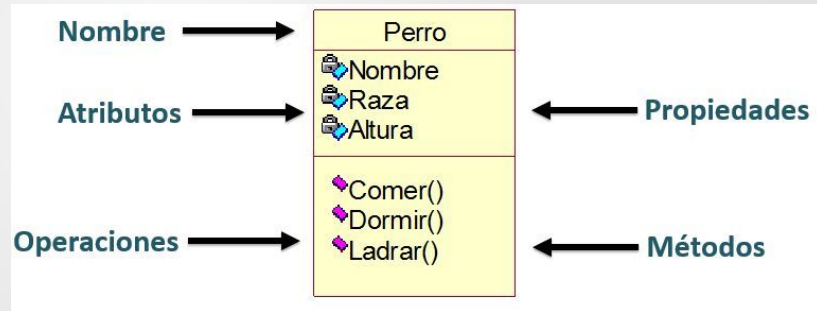 Nombre
Perro
Nombre
Raza
Altura
Atributos
Propiedades
Comer()
Dormir()
Ladrar()
Operaciones
Métodos